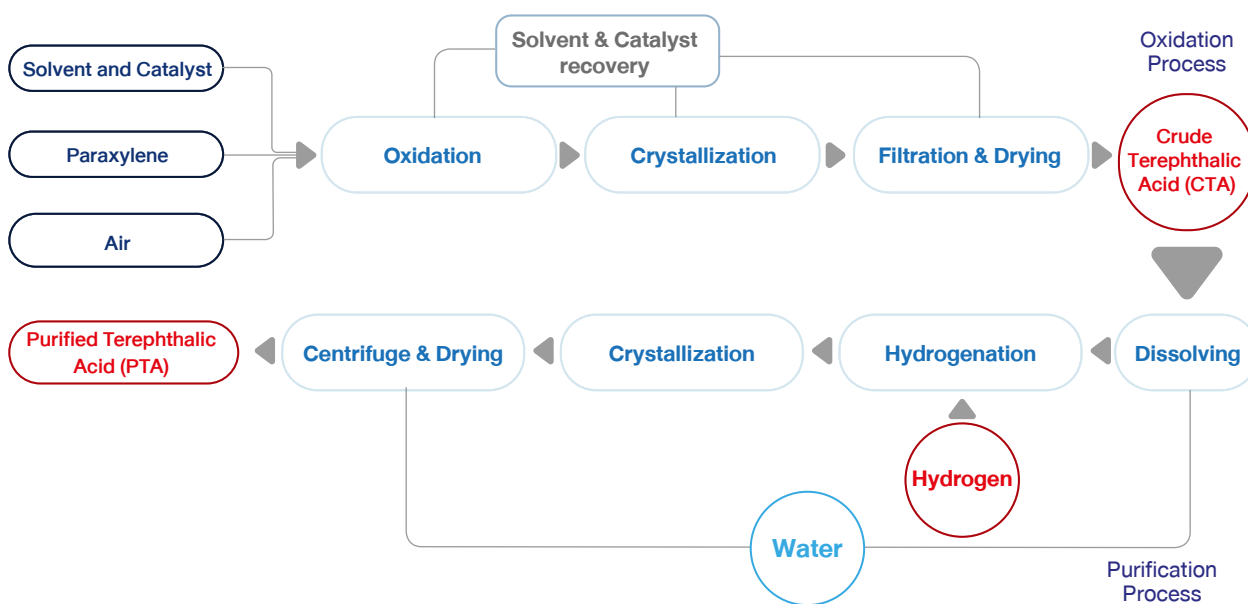 Solvent & Catalyst
recovery
Oxidation
Process
Solvent and Catalyst
Paraxylene
Air
Oxidation
Crystallization
Filtration & Drying
Crude
Terephthalic
Acid (CTA)
Purified Terephthalic
Acid (PTA)
Centrifuge & Drying
Crystallization
Hydrogenation
Dissolving
Hydrogen
Water
Purification
Process